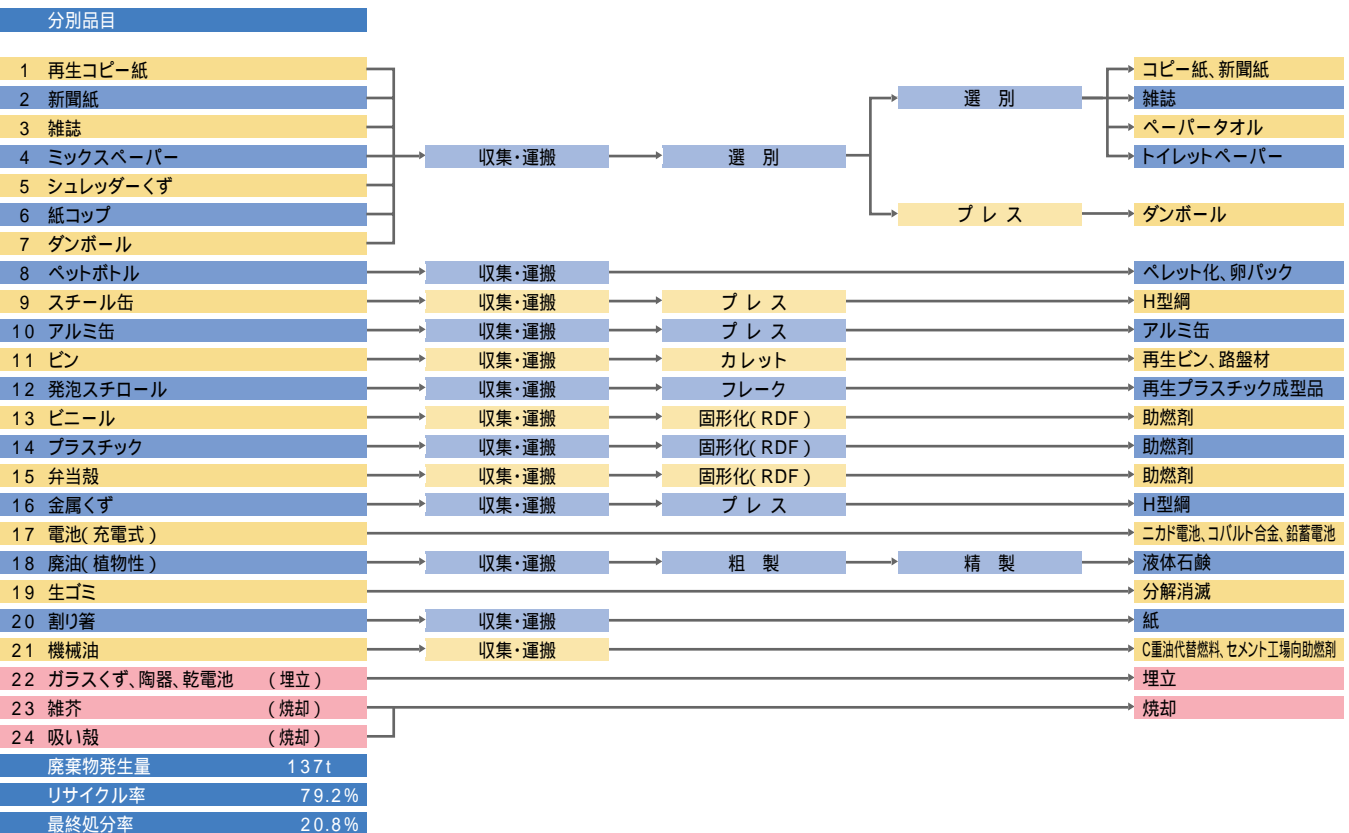 分別品目
1 再生コピー紙
コピー紙、新聞紙
2 新聞紙
選別
雑誌
3 雑誌
ペーパータオル
4 ミックスペーパー
収集・運搬
選別
トイレットペーパー
5 シュレッダーくず
6 紙コップ
プレス
ダンボール
7 ダンボール
8 ペットボトル
収集・運搬
ペレット化、卵パック
9 スチール缶
収集・運搬
プレス
H型綱
10 アルミ缶
収集・運搬
プレス
アルミ缶
11 ビン
収集・運搬
カレット
再生ビン、路盤材
12 発泡スチロール
収集・運搬
フレーク
再生プラスチック成型品
13 ビニール
収集・運搬
固形化(RDF)
助燃剤
14 プラスチック
収集・運搬
固形化(RDF)
助燃剤
15 弁当殻
収集・運搬
固形化(RDF)
助燃剤
16 金属くず
収集・運搬
プレス
H型綱
17 電池(充電式)
ニカド電池、コバルト合金、鉛蓄電池
18 廃油(植物性)
収集・運搬
粗製
精製
液体石鹸
19 生ゴミ
分解消滅
20 割り箸
収集・運搬
紙
21 機械油
収集・運搬
C重油代替燃料、セメント工場向助燃剤
22 ガラスくず、陶器、乾電池 (埋立)
埋立
23 雑芥 (焼却)
焼却
24 吸い殻 (焼却)
廃棄物発生量 137t
リサイクル率 79.2%
最終処分率 20.8%